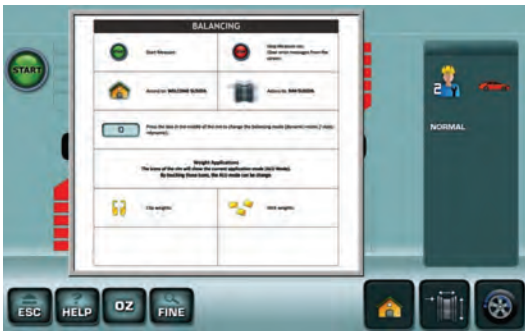 BALANCING
START
Start Measure.
Stop Measure
Clear error messages from the
screen.
Access to: WELCOME SCREEN.
Access to: RIM SCREEN.
2
NORMAL
0
Press the box in the middle of the rim to change the balancing mode (dynamic-static / static
-dynamic).
Weight Applications
The icons of the rim will show the current application mode (ALU Mode).
By touching these icons, the ALU mode can be change.
Clip weights.
Stick weights.
ESC
? HELP
OZ
FINE